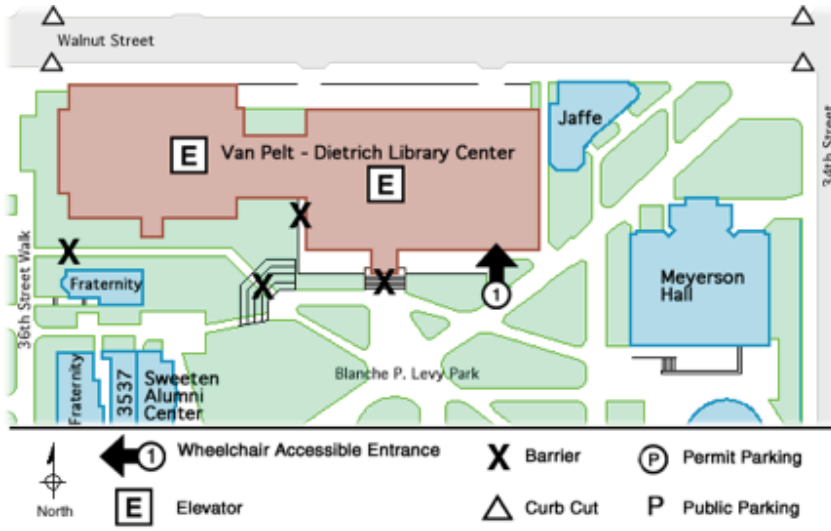 Walnut Street
Jaffe
34th Street
E
Van Pelt - Dietrich Library Center
E
X
X
36th Street Walk
Fraternity
X
X
1
Meyerson
Hall
Fraternity
3537
Sweeten
Alumni
Center
Blanche P. Levy Park
1
Wheelchair Accessible Entrance
X
Barrier
P
Permit Parking
North
E
Elevator
Curb Cut
P
Public Parking